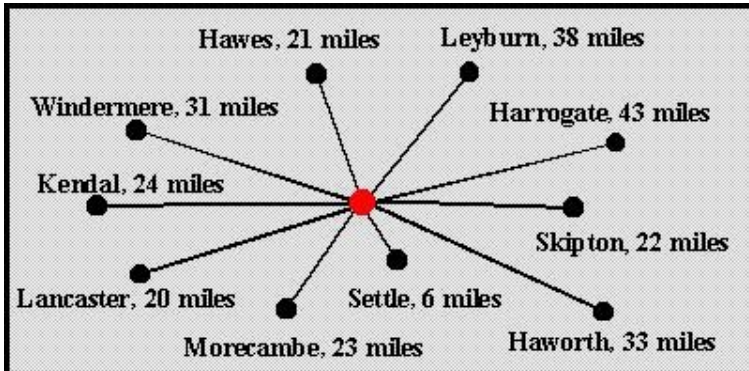 Hawes, 21 miles
Leyburn, 38 miles
Windermere, 31 miles
Harrogate, 43 miles
Kendal, 24 miles
Skipton, 22 miles
Lancaster, 20 miles
Settle, 6 miles
Morecambe, 23 miles
Haworth, 33 miles